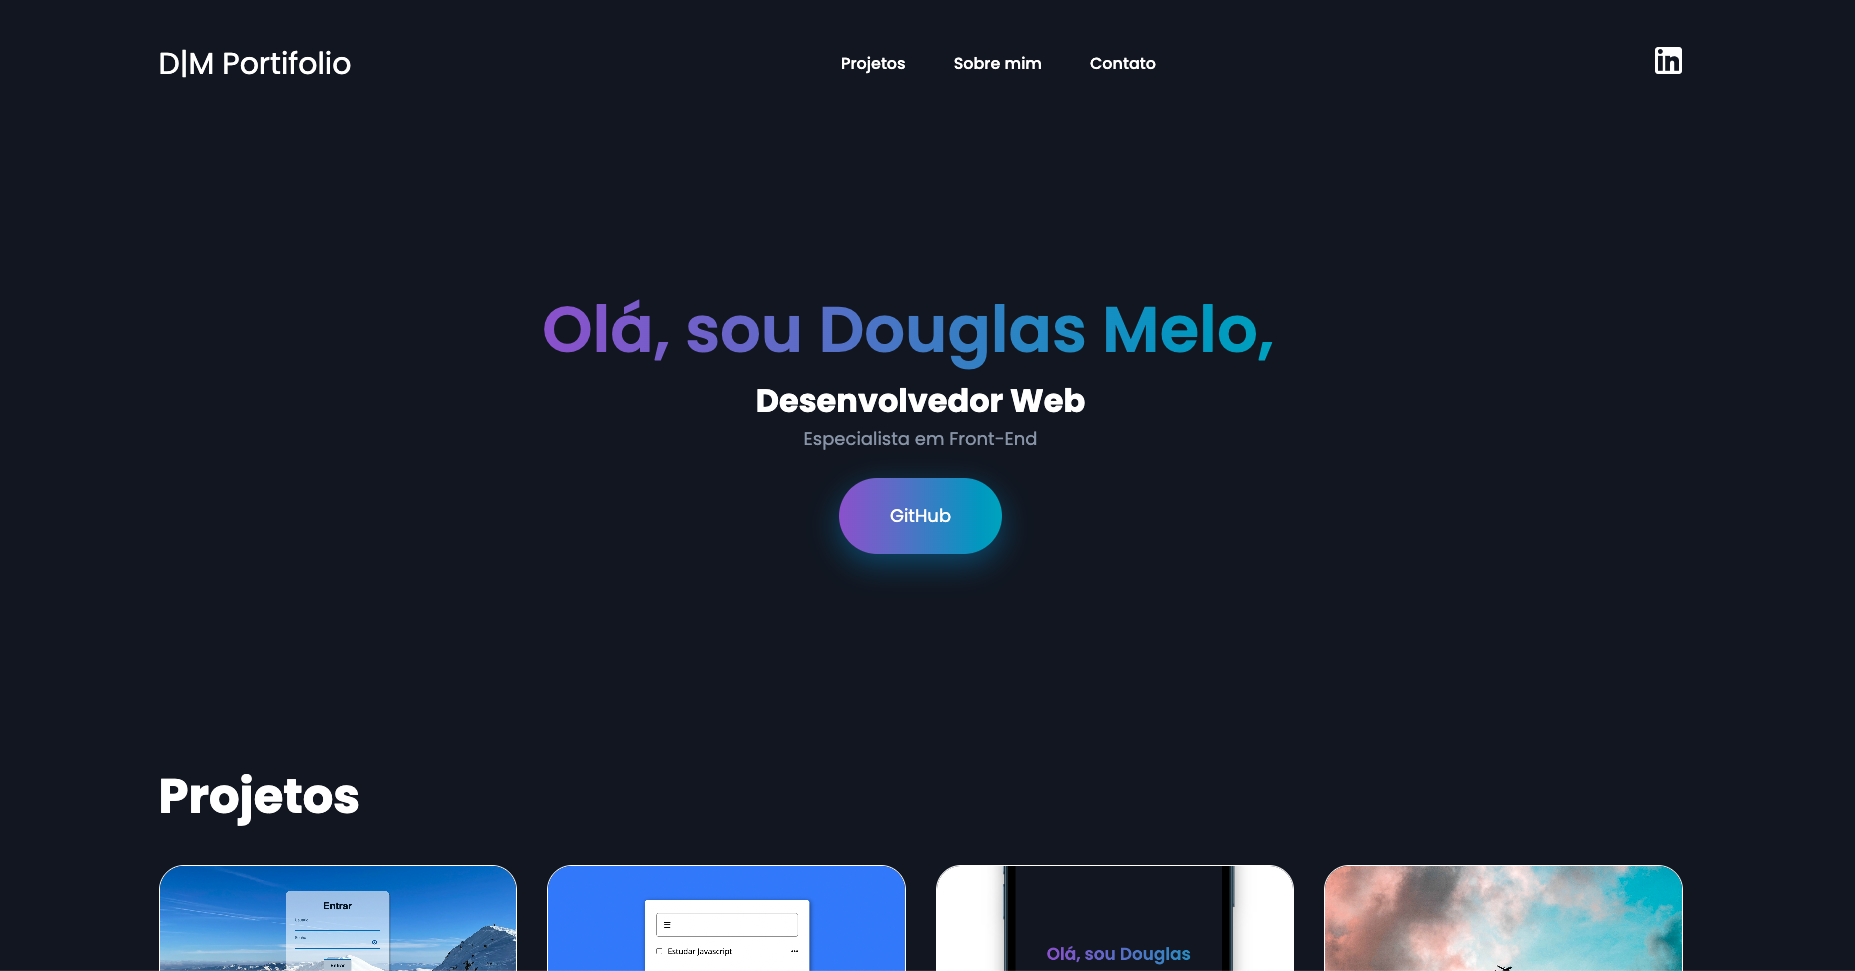 D|M Portifolio
Projetos
Sobre mim
Contato
Olá, sou Douglas Melo,
Desenvolvedor Web
Especialista em Front-End
GitHub
Projetos
Entrar
Entrar
Estudar Javascript
Olá, sou Douglas